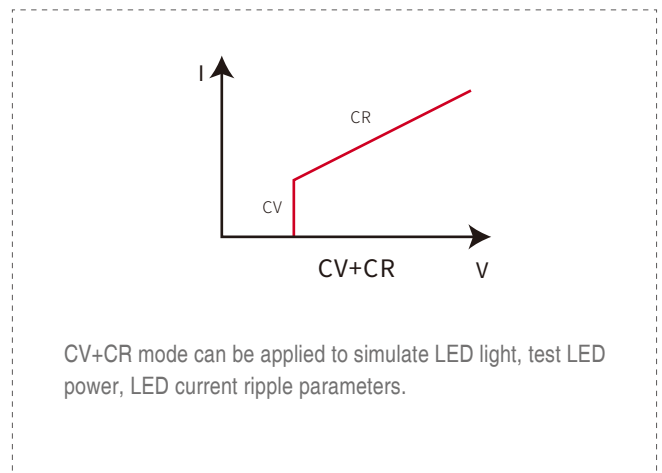 I
CR
CV
CV+CR
V
CV+CR mode can be applied to simulate LED light, test LED
power, LED current ripple parameters.